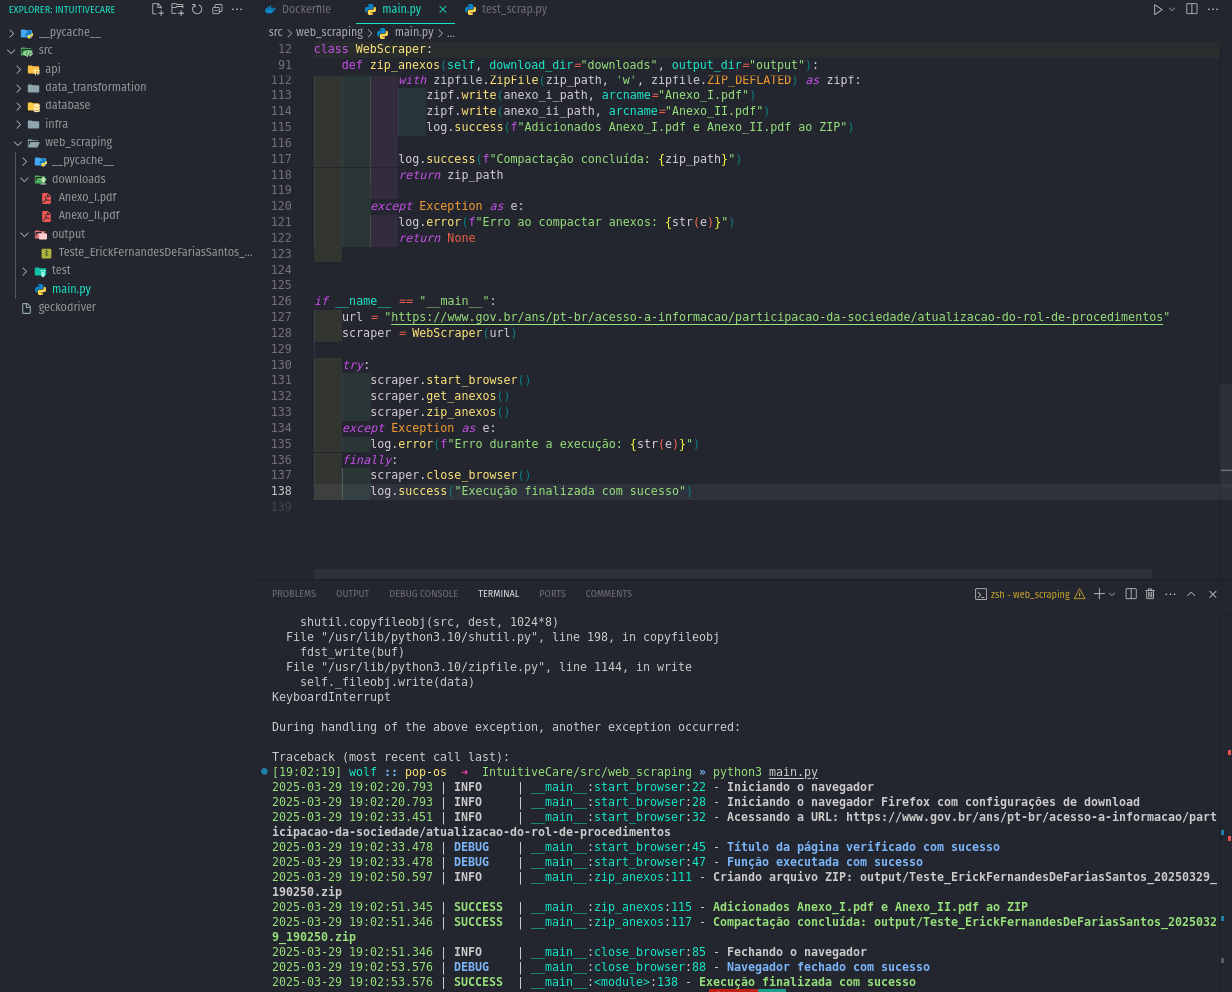 EXPLORER: INTUITIVECARE
__pycache__
src
api
data_transformation
database
infra
web_scraping
__pycache__
downloads
Anexo_I.pdf
Anexo_II.pdf
output
Teste_ErickFernandesDeFariasSantos_...
test
main.py
geckodriver
Dockerfile
main.py
test_scrap.py
src > web_scraping > main.py > ...
12 class WebScraper:
91 def zip_anexos(self, download_dir="downloads", output_dir="output"):
112 with zipfile.ZipFile(zip_path, 'w', zipfile.ZIP_DEFLATED) as zipf:
113 zipf.write(anexo_i_path, arcname="Anexo_I.pdf")
114 zipf.write(anexo_ii_path, arcname="Anexo_II.pdf")
115 log.success(f"Adicionados Anexo_I.pdf e Anexo_II.pdf ao ZIP")
116
117 log.success(f"Compactação concluída: {zip_path}")
118 return zip_path
119
120 except Exception as e:
121 log.error(f"Erro ao compactar anexos: {str(e)}")
122 return None
123
124
125
126 if __name__ == "__main__":
127 url = "https://www.gov.br/ans/pt-br/acesso-a-informacao/participacao-da-sociedade/atualizacao-do-rol-de-procedimentos"
128 scraper = WebScraper(url)
129
130 try:
131 scraper.start_browser()
132 scraper.get_anexos()
133 scraper.zip_anexos()
134 except Exception as e:
135 log.error(f"Erro durante a execução: {str(e)}")
136 finally:
137 scraper.close_browser()
138 log.success("Execução finalizada com sucesso")
139
PROBLEMS OUTPUT DEBUG CONSOLE TERMINAL PORTS COMMENTS
zsh - web_scraping
shutil.copyfileobj(src, dest, 1024*8)
File "/usr/lib/python3.10/shutil.py", line 198, in copyfileobj
fdst_write(buf)
File "/usr/lib/python3.10/zipfile.py", line 1144, in write
self._fileobj.write(data)
KeyboardInterrupt
During handling of the above exception, another exception occurred:
Traceback (most recent call last):
[19:02:19] wolf :: pop-os → IntuitiveCare/src/web_scraping » python3 main.py
2025-03-29 19:02:20.793 | INFO | __main__:start_browser:22 - Iniciando o navegador
2025-03-29 19:02:20.793 | INFO | __main__:start_browser:28 - Iniciando o navegador Firefox com configurações de download
2025-03-29 19:02:33.451 | INFO | __main__:start_browser:32 - Acessando a URL: https://www.gov.br/ans/pt-br/acesso-a-informacao/part
icipacao-da-sociedade/atualizacao-do-rol-de-procedimentos
2025-03-29 19:02:33.478 | DEBUG | __main__:start_browser:45 - Título da página verificado com sucesso
2025-03-29 19:02:33.478 | DEBUG | __main__:start_browser:47 - Função executada com sucesso
2025-03-29 19:02:50.597 | INFO | __main__:zip_anexos:111 - Criando arquivo ZIP: output/Teste_ErickFernandesDeFariasSantos_20250329_
190250.zip
2025-03-29 19:02:51.345 | SUCCESS | __main__:zip_anexos:115 - Adicionados Anexo_I.pdf e Anexo_II.pdf ao ZIP
2025-03-29 19:02:51.346 | SUCCESS | __main__:zip_anexos:117 - Compactação concluída: output/Teste_ErickFernandesDeFariasSantos_2025032
9_190250.zip
2025-03-29 19:02:51.346 | INFO | __main__:close_browser:85 - Fechando o navegador
2025-03-29 19:02:53.576 | DEBUG | __main__:close_browser:88 - Navegador fechado com sucesso
2025-03-29 19:02:53.576 | SUCCESS | __main__:<module>:138 - Execução finalizada com sucesso